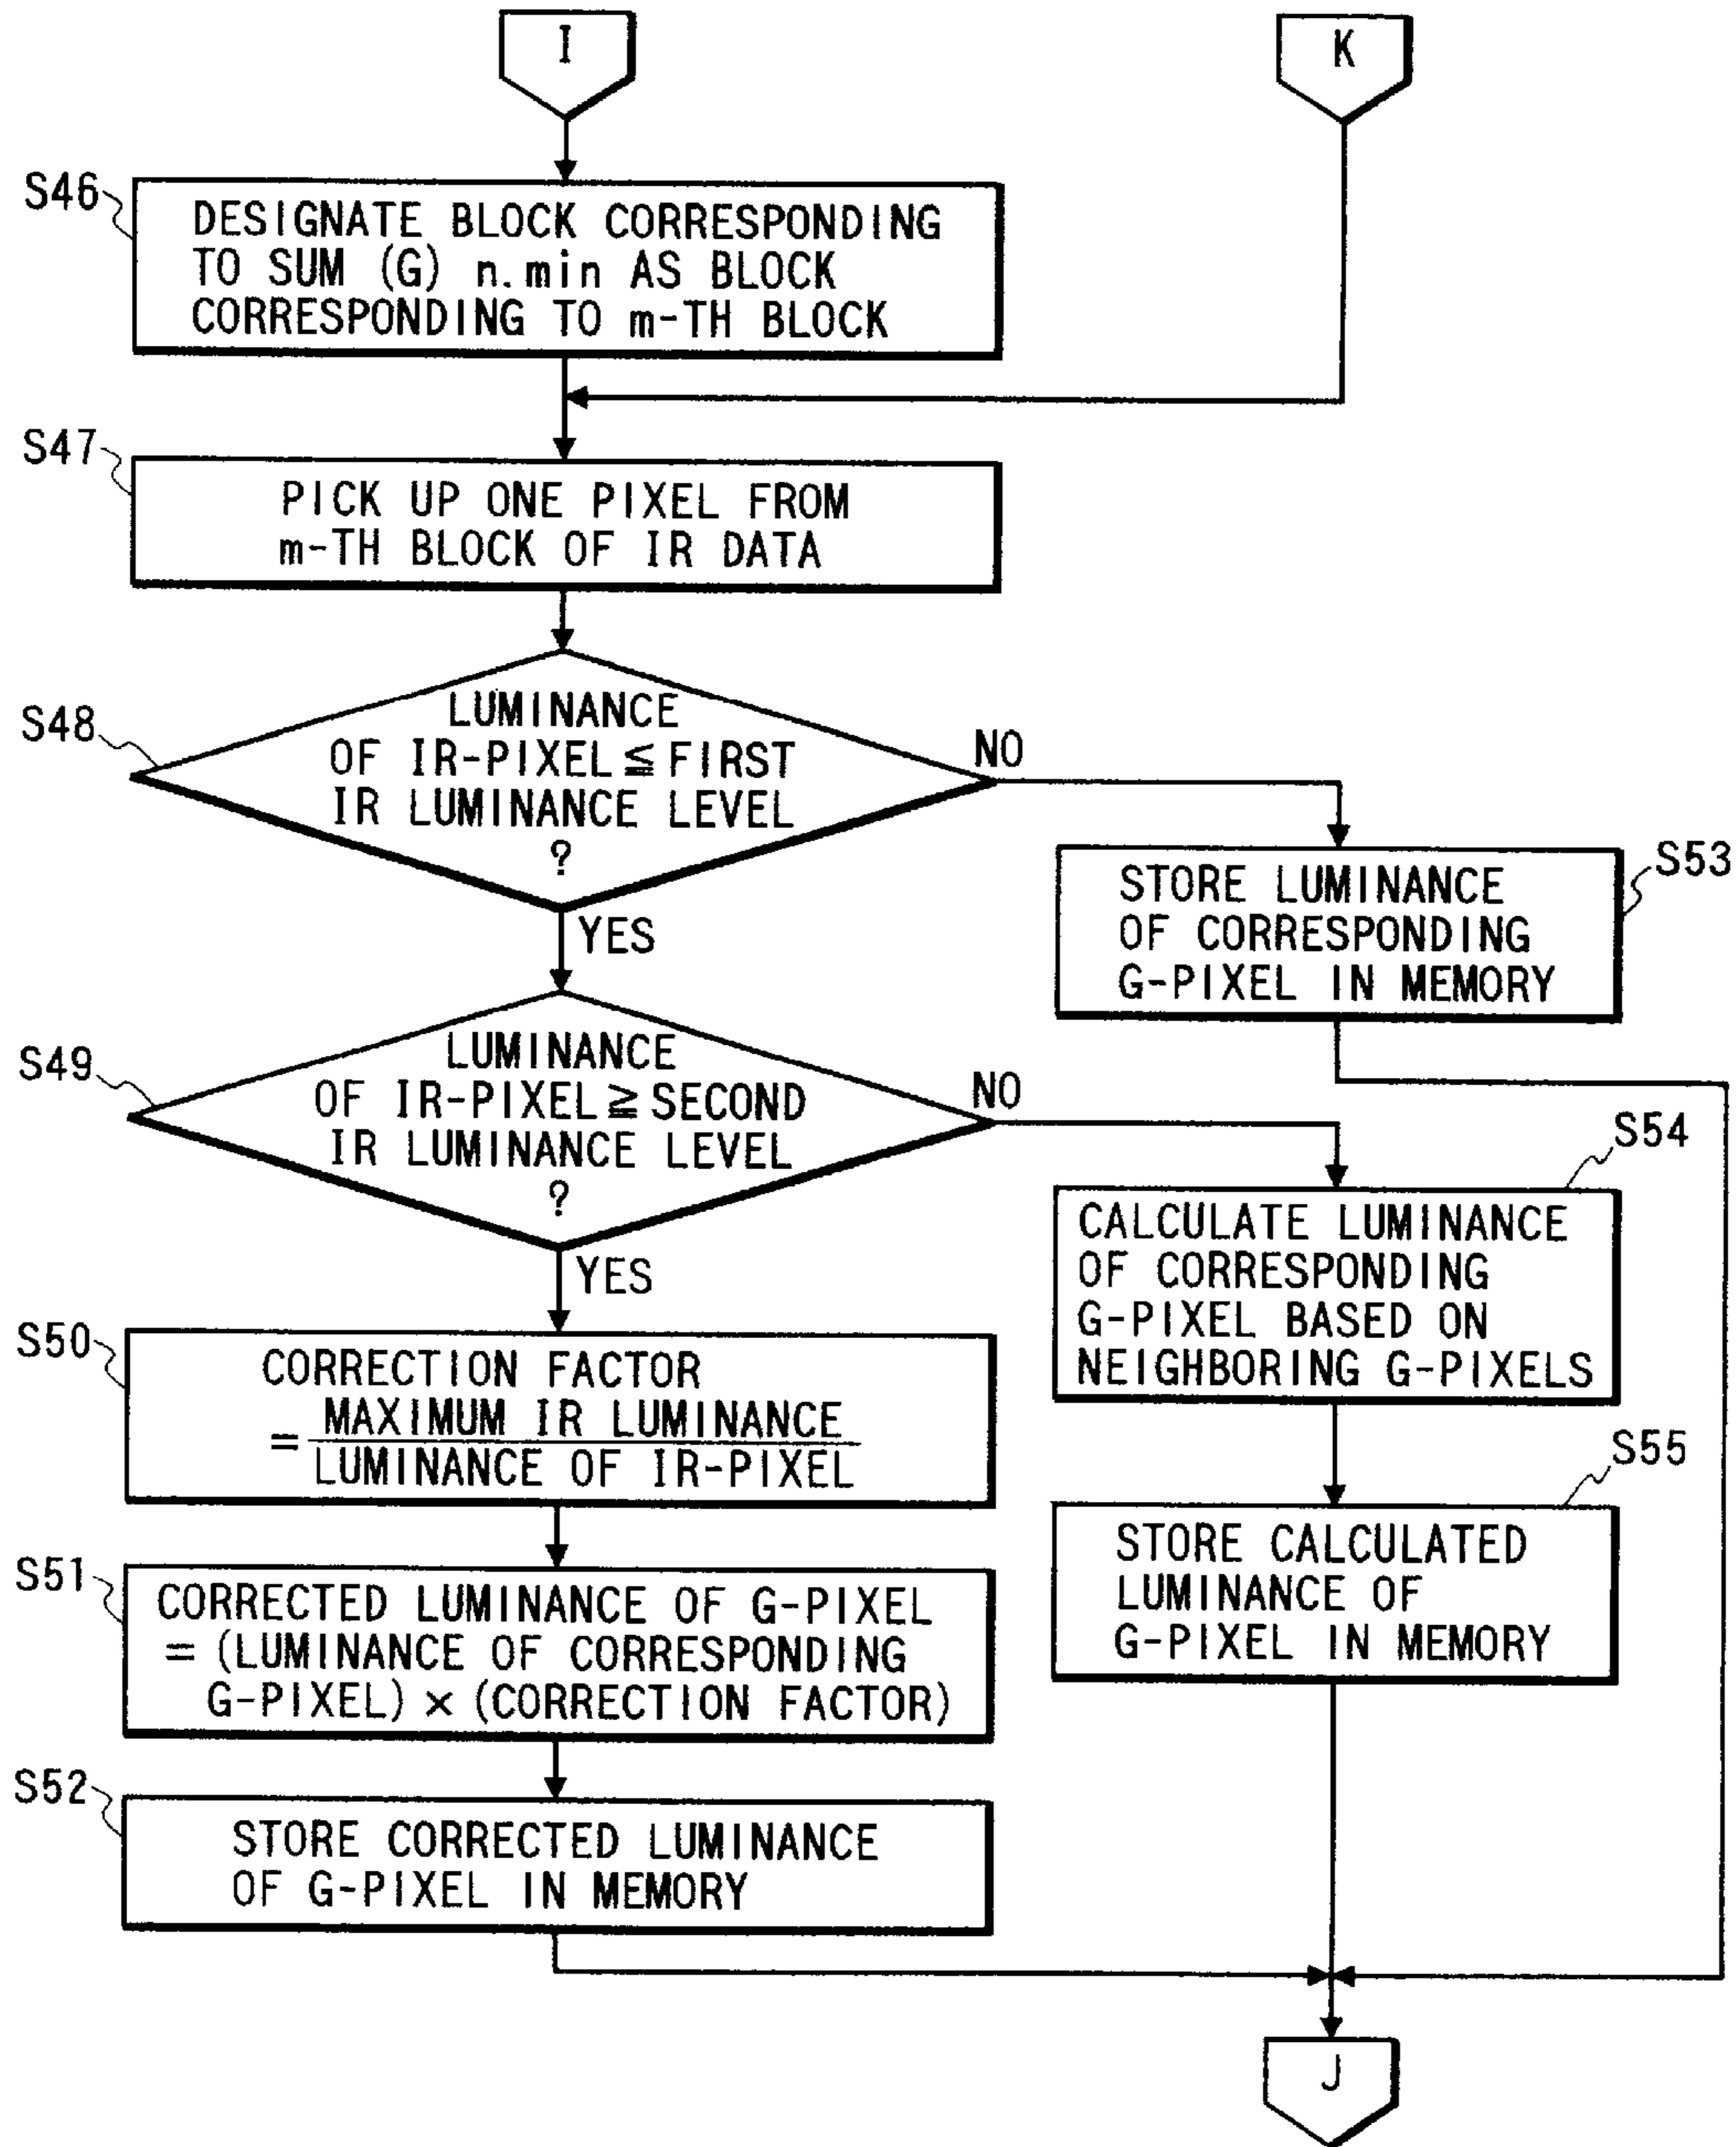 I
K
S46
DESIGNATE BLOCK CORRESPONDING
TO SUM (G) n.min AS BLOCK
CORRESPONDING TO m-TH BLOCK
S47
PICK UP ONE PIXEL FROM
m-TH BLOCK OF IR DATA
S48
LUMINANCE
OF IR-PIXEL ≦ FIRST
IR LUMINANCE LEVEL
?
NO
YES
S53
STORE LUMINANCE
OF CORRESPONDING
G-PIXEL IN MEMORY
S49
LUMINANCE
OF IR-PIXEL ≧ SECOND
IR LUMINANCE LEVEL
?
NO
YES
S54
CALCULATE LUMINANCE
OF CORRESPONDING
G-PIXEL BASED ON
NEIGHBORING G-PIXELS
S50
CORRECTION FACTOR
= MAXIMUM IR LUMINANCE
LUMINANCE OF IR-PIXEL
S55
STORE CALCULATED
LUMINANCE OF
G-PIXEL IN MEMORY
S51
CORRECTED LUMINANCE OF G-PIXEL
= (LUMINANCE OF CORRESPONDING
G-PIXEL) × (CORRECTION FACTOR)
S52
STORE CORRECTED LUMINANCE
OF G-PIXEL IN MEMORY
J